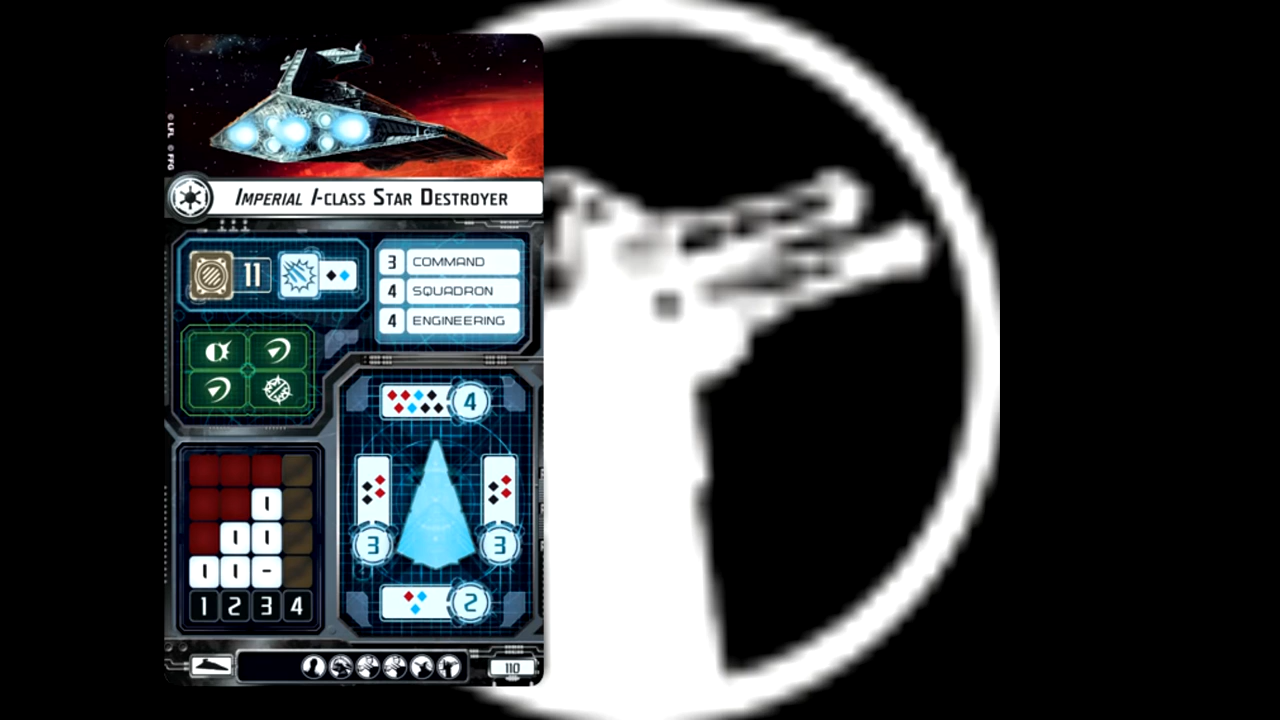 © LFL © FFG
IMPERIAL I-CLASS STAR DESTROYER
11
3 COMMAND
4 SQUADRON
4 ENGINEERING
4
3 3
2
1
1 1
1 1 -
1 2 3 4
110